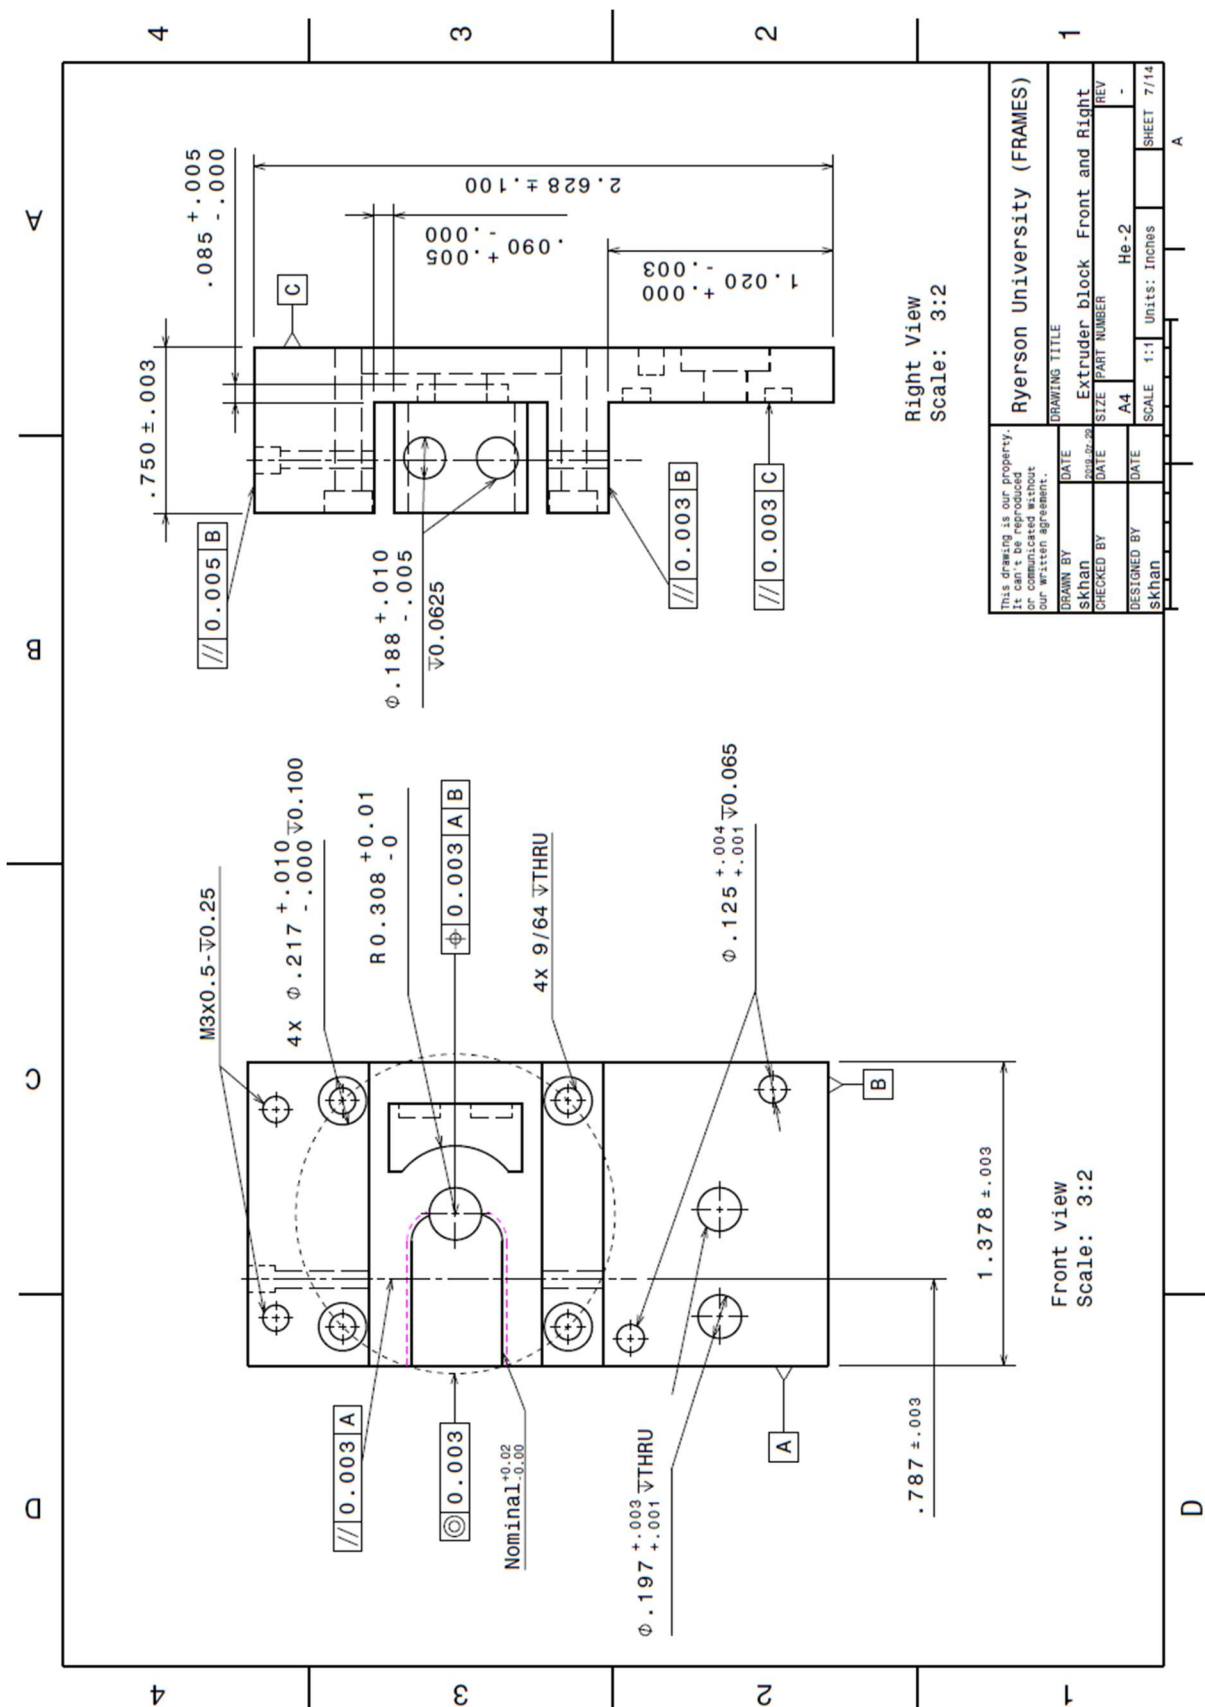 4
3
2
1
A
B
C
D
4
3
2
1
D
A
M3x0.5-↧0.25
4x Ø.217 +.010 -.000 ↧0.100
R0.308 +0.01 -0
⌖ 0.003 A B
4x 9/64 ↧THRU
Ø.125 +.004 +.001 ↧0.065
// 0.003 A
◎ 0.003
Nominal +0.02 -0.00
Ø.197 +.003 +.001 ↧THRU
A
B
1.378 ±.003
.787 ±.003
Front view
Scale: 3:2
// 0.005 B
.750 ±.003
.085 +.005 -.000
C
2.628 ±.100
.090 +.005 -.000
1.020 +.000 -.003
Ø.188 +.010 -.005
↧0.0625
// 0.003 B
// 0.003 C
Right View
Scale: 3:2
This drawing is our property.
It can't be reproduced
or communicated without
our written agreement.
Ryerson University (FRAMES)
DRAWING TITLE
Extruder block Front and Right
DRAWN BY
skhan
DATE
2019-07-29
CHECKED BY
DATE
DESIGNED BY
skhan
DATE
SIZE
A4
PART NUMBER
He-2
REV
-
SCALE 1:1
Units: Inches
SHEET 7/14